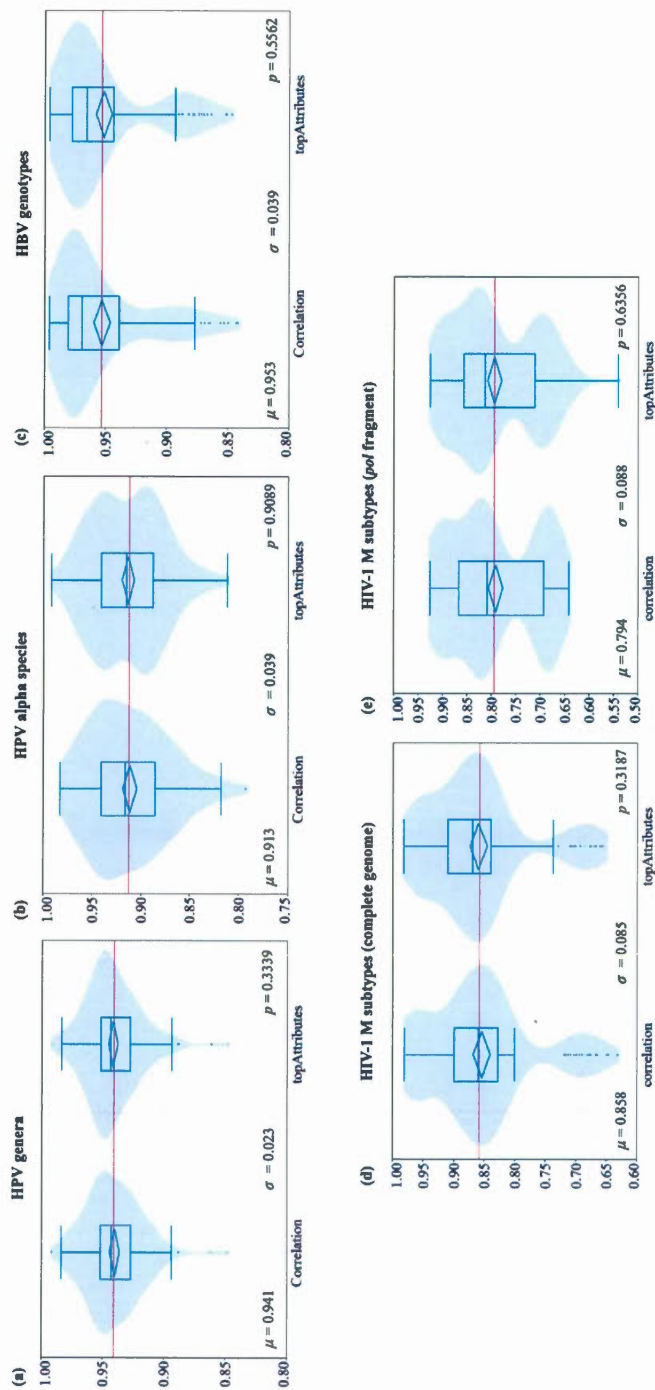 (a)
HPV genera
1.00
0.95
0.90
0.85
0.80
μ = 0.941
σ = 0.023
p = 0.3339
Correlation
topAttributes
(b)
HPV alpha species
1.00
0.95
0.90
0.85
0.80
0.75
μ = 0.913
σ = 0.039
p = 0.9089
Correlation
topAttributes
(c)
HBV genotypes
1.00
0.95
0.90
0.85
0.80
μ = 0.953
σ = 0.039
p = 0.5562
Correlation
topAttributes
(d)
HIV-1 M subtypes (complete genome)
1.00
0.95
0.90
0.85
0.80
0.75
0.70
0.65
0.60
μ = 0.858
σ = 0.085
p = 0.3187
correlation
topAttributes
(e)
HIV-1 M subtypes (pol fragment)
1.00
0.95
0.90
0.85
0.80
0.75
0.70
0.65
0.60
0.55
0.50
μ = 0.794
σ = 0.088
p = 0.6356
correlation
topAttributes